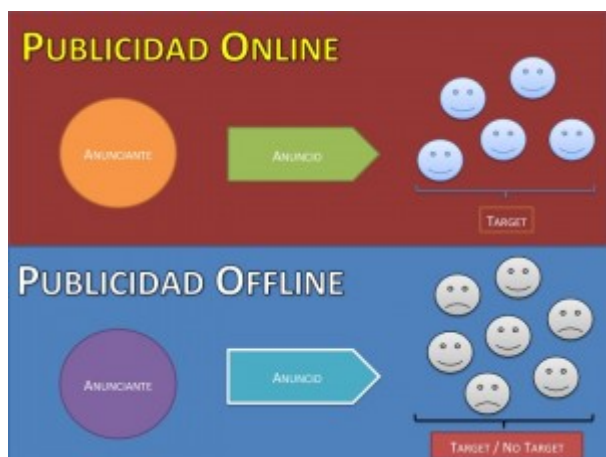 PUBLICIDAD ONLINE
ANUNCIANTE
ANUNCIO
TARGET
PUBLICIDAD OFFLINE
ANUNCIANTE
ANUNCIO
TARGET / NO TARGET